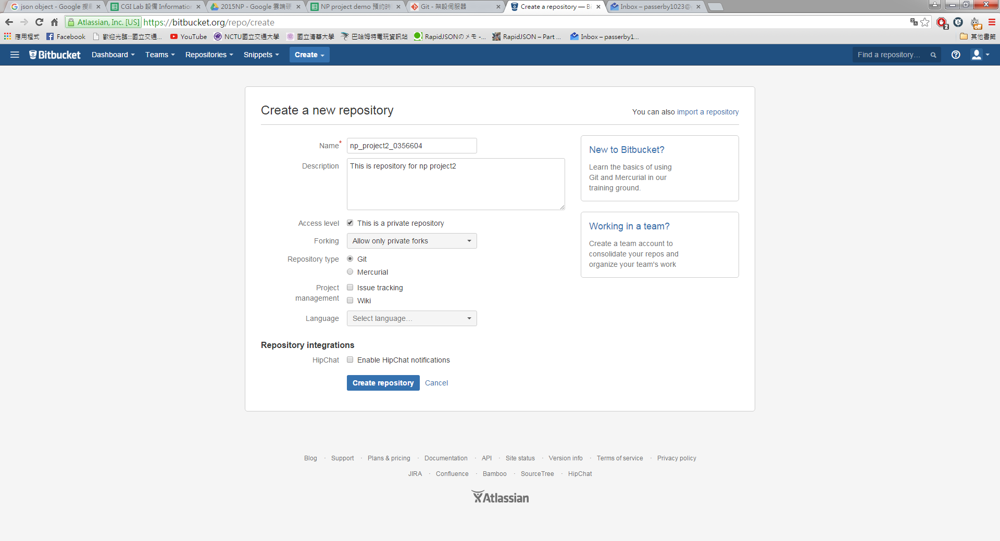 json object - Google 搜尋
CGI Lab 設備 Information
2015NP - Google 雲端硬
NP project demo 預約時
Git - 架設伺服器
Create a repository — Bi
Inbox – passerby1023@
Atlassian, Inc. [US] https://bitbucket.org/repo/create
應用程式
Facebook
歡迎光臨:::國立交通...
YouTube
NCTU國立交通大學
國立清華大學
巴哈姆特電玩資訊站
RapidJSONのメモ -...
RapidJSON – Part ...
Inbox – passerby1...
其他書籤
2
off
Bitbucket Dashboard Teams Repositories Snippets Create Find a repository...
Create a new repository
You can also import a repository
Name*
np_project2_0356604
Description
This is repository for np project2
Access level
This is a private repository
Forking
Allow only private forks
Repository type
Git
Mercurial
Project
management
Issue tracking
Wiki
Language
Select language...
Repository integrations
HipChat
Enable HipChat notifications
Create repository Cancel
New to Bitbucket?
Learn the basics of using
Git and Mercurial in our
training ground.
Working in a team?
Create a team account to
consolidate your repos and
organize your team's work
Blog · Support · Plans & pricing · Documentation · API · Site status · Version info · Terms of service · Privacy policy
JIRA · Confluence · Bamboo · SourceTree · HipChat
Atlassian